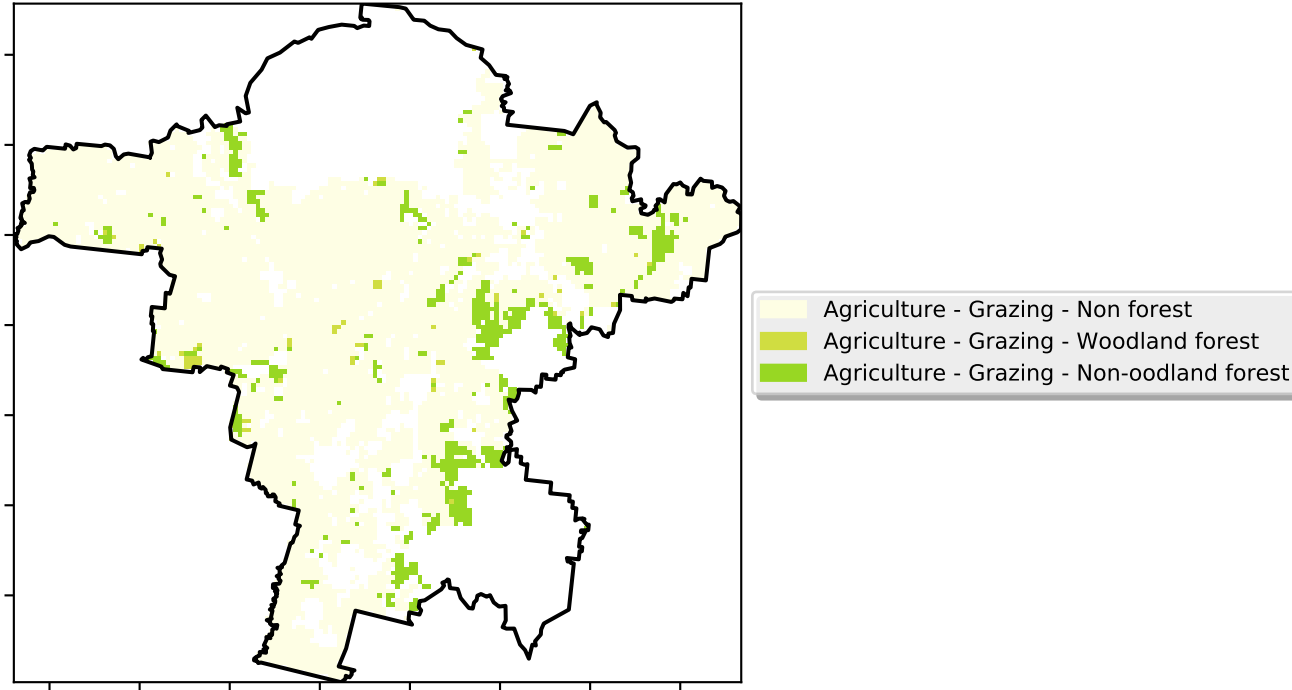 Agriculture - Grazing - Non forest
Agriculture - Grazing - Woodland forest
Agriculture - Grazing - Non-oodland forest